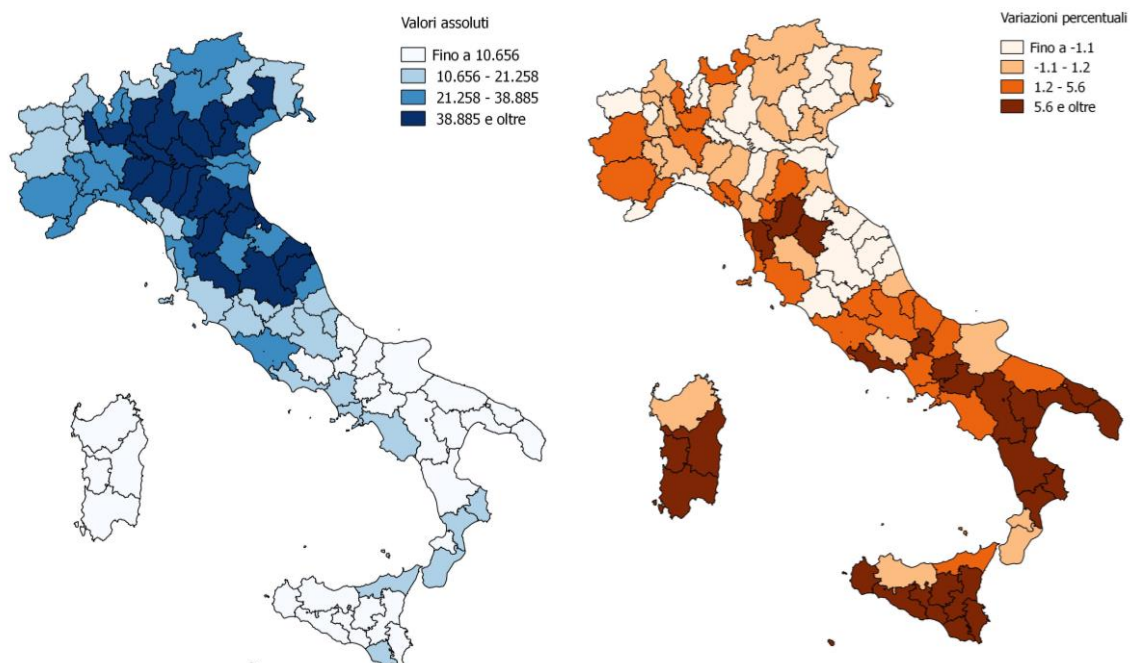 Valori assoluti
Fino a 10.656
10.656 - 21.258
21.258 - 38.885
38.885 e oltre
Variazioni percentuali
Fino a -1.1
-1.1 - 1.2
1.2 - 5.6
5.6 e oltre